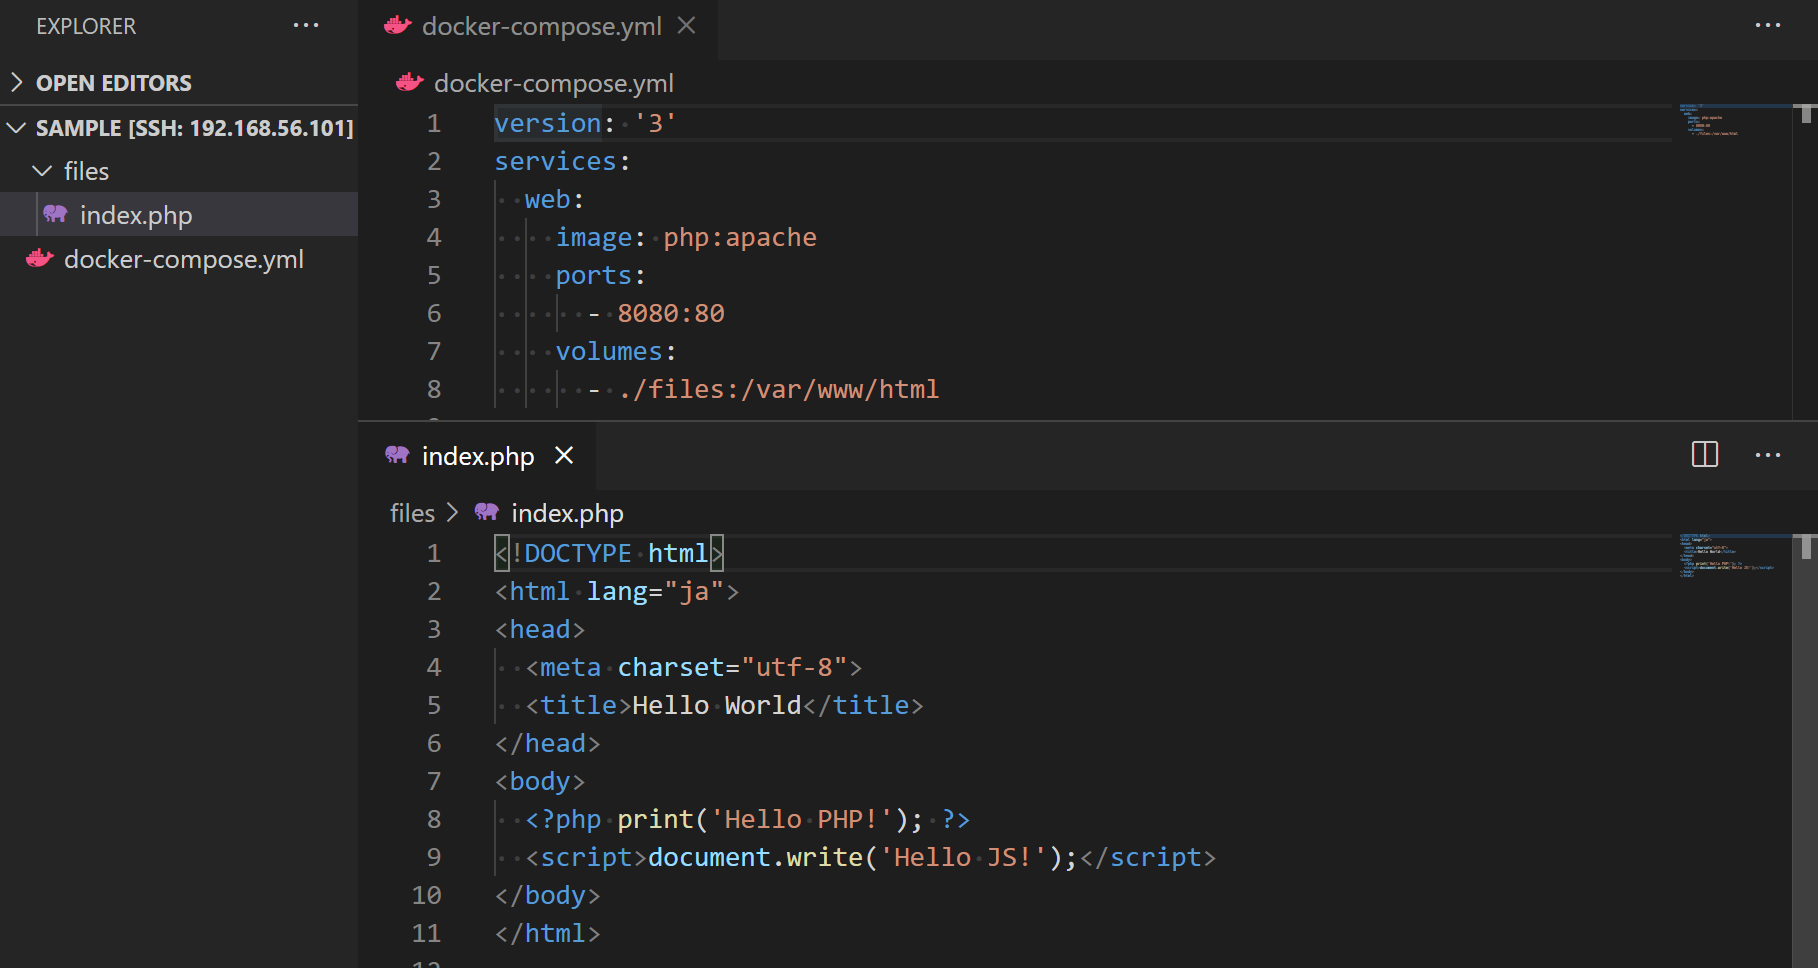 EXPLORER ···
OPEN EDITORS
SAMPLE [SSH: 192.168.56.101]
files
index.php
docker-compose.yml
docker-compose.yml
docker-compose.yml
1 version: '3'
2 services:
3 web:
4 image: php:apache
5 ports:
6 - 8080:80
7 volumes:
8 - ./files:/var/www/html
index.php
files > index.php
1 <!DOCTYPE html>
2 <html lang="ja">
3 <head>
4 <meta charset="utf-8">
5 <title>Hello World</title>
6 </head>
7 <body>
8 <?php print('Hello PHP!'); ?>
9 <script>document.write('Hello JS!');</script>
10 </body>
11 </html>